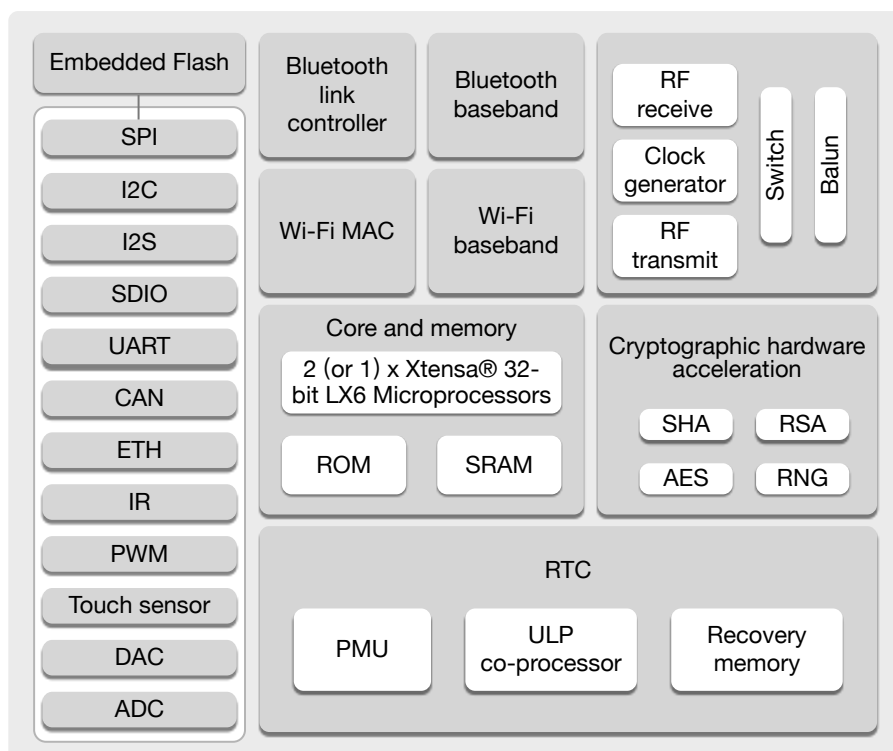 Embedded Flash
SPI
I2C
I2S
SDIO
UART
CAN
ETH
IR
PWM
Touch sensor
DAC
ADC
Bluetooth
link
controller
Bluetooth
baseband
Wi-Fi MAC
Wi-Fi
baseband
RF
receive
Clock
generator
RF
transmit
Switch
Balun
Core and memory
2 (or 1) x Xtensa® 32-
bit LX6 Microprocessors
ROM
SRAM
Cryptographic hardware
acceleration
SHA
RSA
AES
RNG
RTC
PMU
ULP
co-processor
Recovery
memory